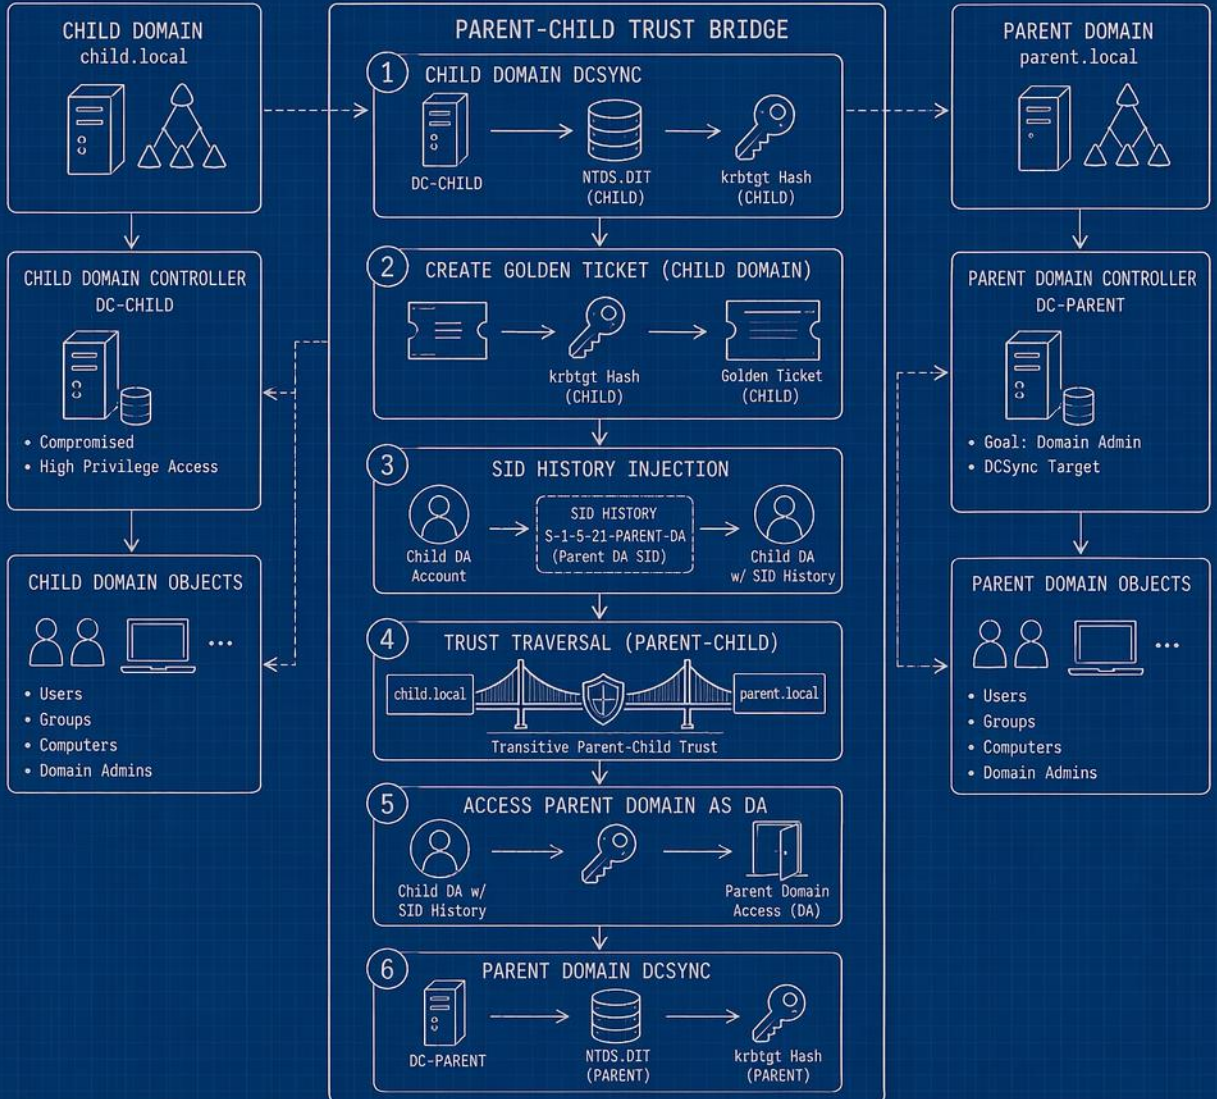 CHILD DOMAIN
child.local
CHILD DOMAIN CONTROLLER
DC-CHILD
• Compromised
• High Privilege Access
CHILD DOMAIN OBJECTS
...
• Users
• Groups
• Computers
• Domain Admins
PARENT-CHILD TRUST BRIDGE
1 CHILD DOMAIN DCSYNC
DC-CHILD
NTDS.DIT
(CHILD)
krbtgt Hash
(CHILD)
2 CREATE GOLDEN TICKET (CHILD DOMAIN)
krbtgt Hash
(CHILD)
Golden Ticket
(CHILD)
3 SID HISTORY INJECTION
Child DA
Account
SID HISTORY
S-1-5-21-PARENT-DA
(Parent DA SID)
Child DA
w/ SID History
4 TRUST TRAVERSAL (PARENT-CHILD)
child.local
parent.local
Transitive Parent-Child Trust
5 ACCESS PARENT DOMAIN AS DA
Child DA w/
SID History
Parent Domain
Access (DA)
6 PARENT DOMAIN DCSYNC
DC-PARENT
NTDS.DIT
(PARENT)
krbtgt Hash
(PARENT)
PARENT DOMAIN
parent.local
PARENT DOMAIN CONTROLLER
DC-PARENT
• Goal: Domain Admin
• DCSync Target
PARENT DOMAIN OBJECTS
...
• Users
• Groups
• Computers
• Domain Admins